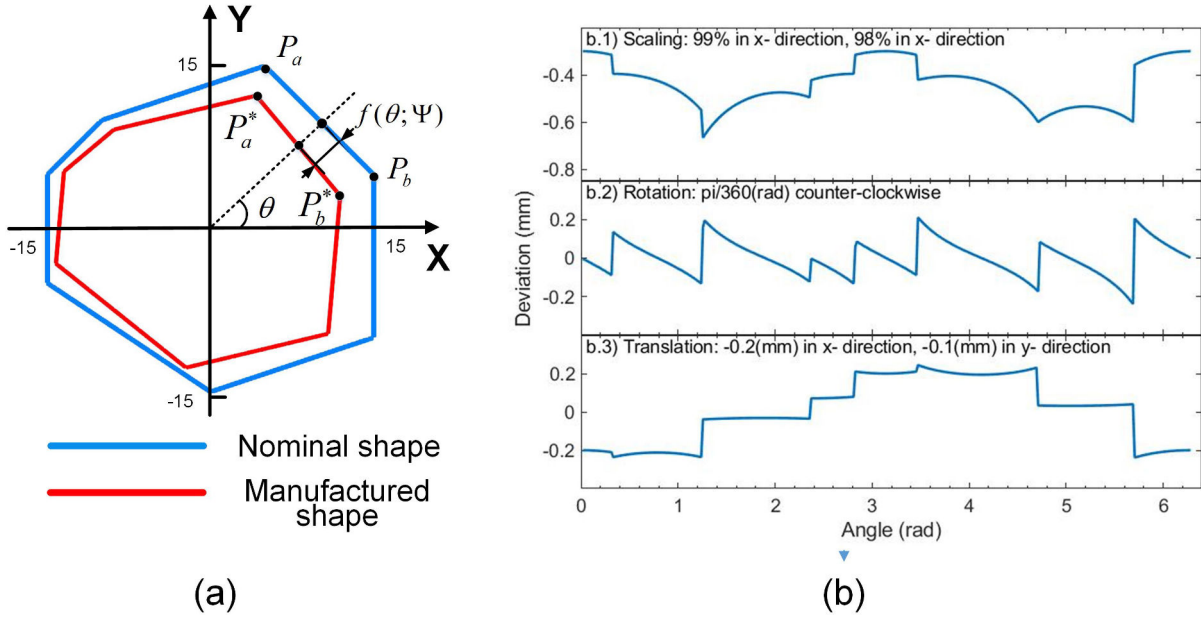 Y
15
P_a
P_a^*
f(θ;Ψ)
P_b
θ
P_b^*
-15
15
X
-15
Nominal shape
Manufactured
shape
(a)
b.1) Scaling: 99% in x- direction, 98% in x- direction
-0.4
-0.6
-0.8
b.2) Rotation: pi/360(rad) counter-clockwise
0.2
0
-0.2
Deviation (mm)
b.3) Translation: -0.2(mm) in x- direction, -0.1(mm) in y- direction
0.2
0
-0.2
0 1 2 3 4 5 6
Angle (rad)
(b)